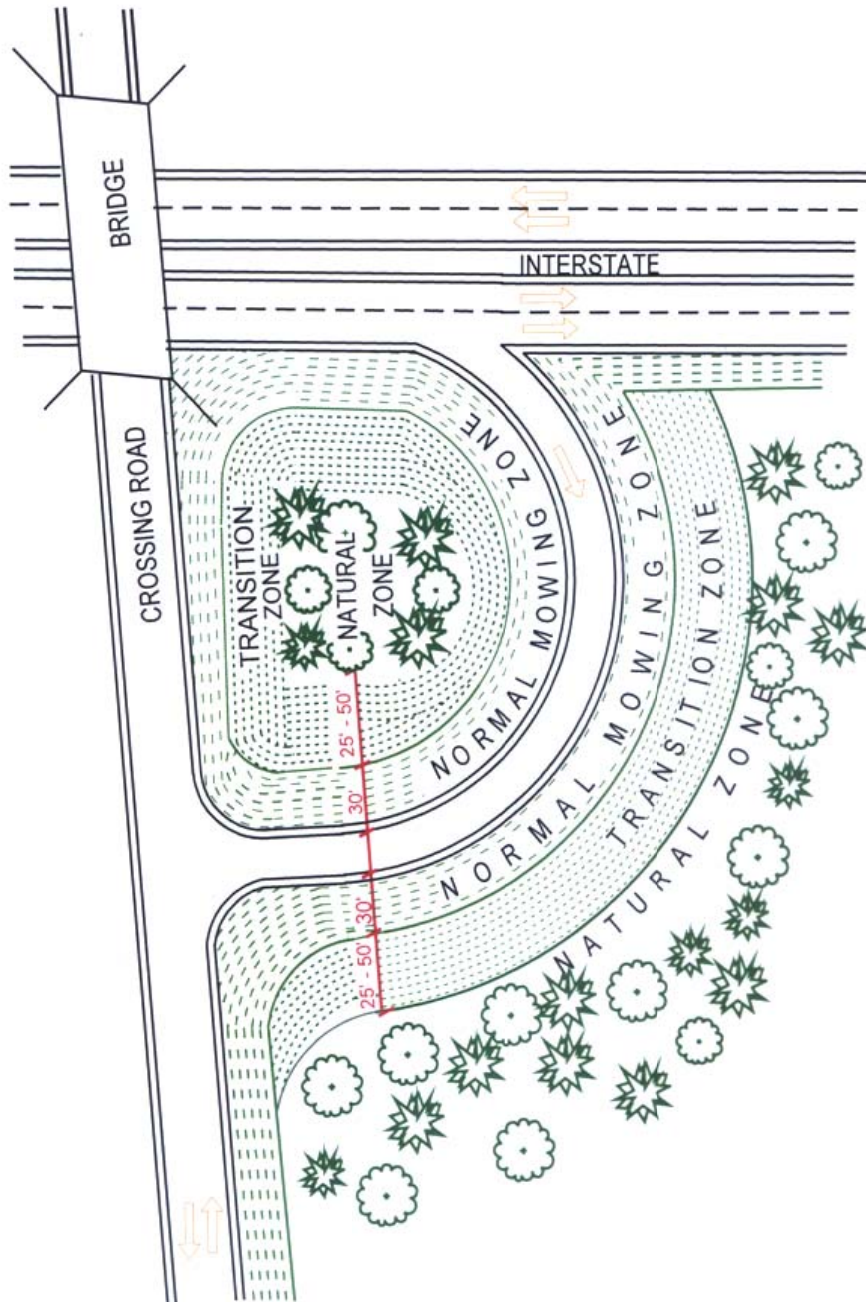 BRIDGE
INTERSTATE
CROSSING ROAD
TRANSITION
ZONE
NATURAL
ZONE
NORMAL MOWING ZONE
NORMAL MOWING ZONE
TRANSITION ZONE
NATURAL ZONE
25' - 50'
30'
30'
25' - 50'